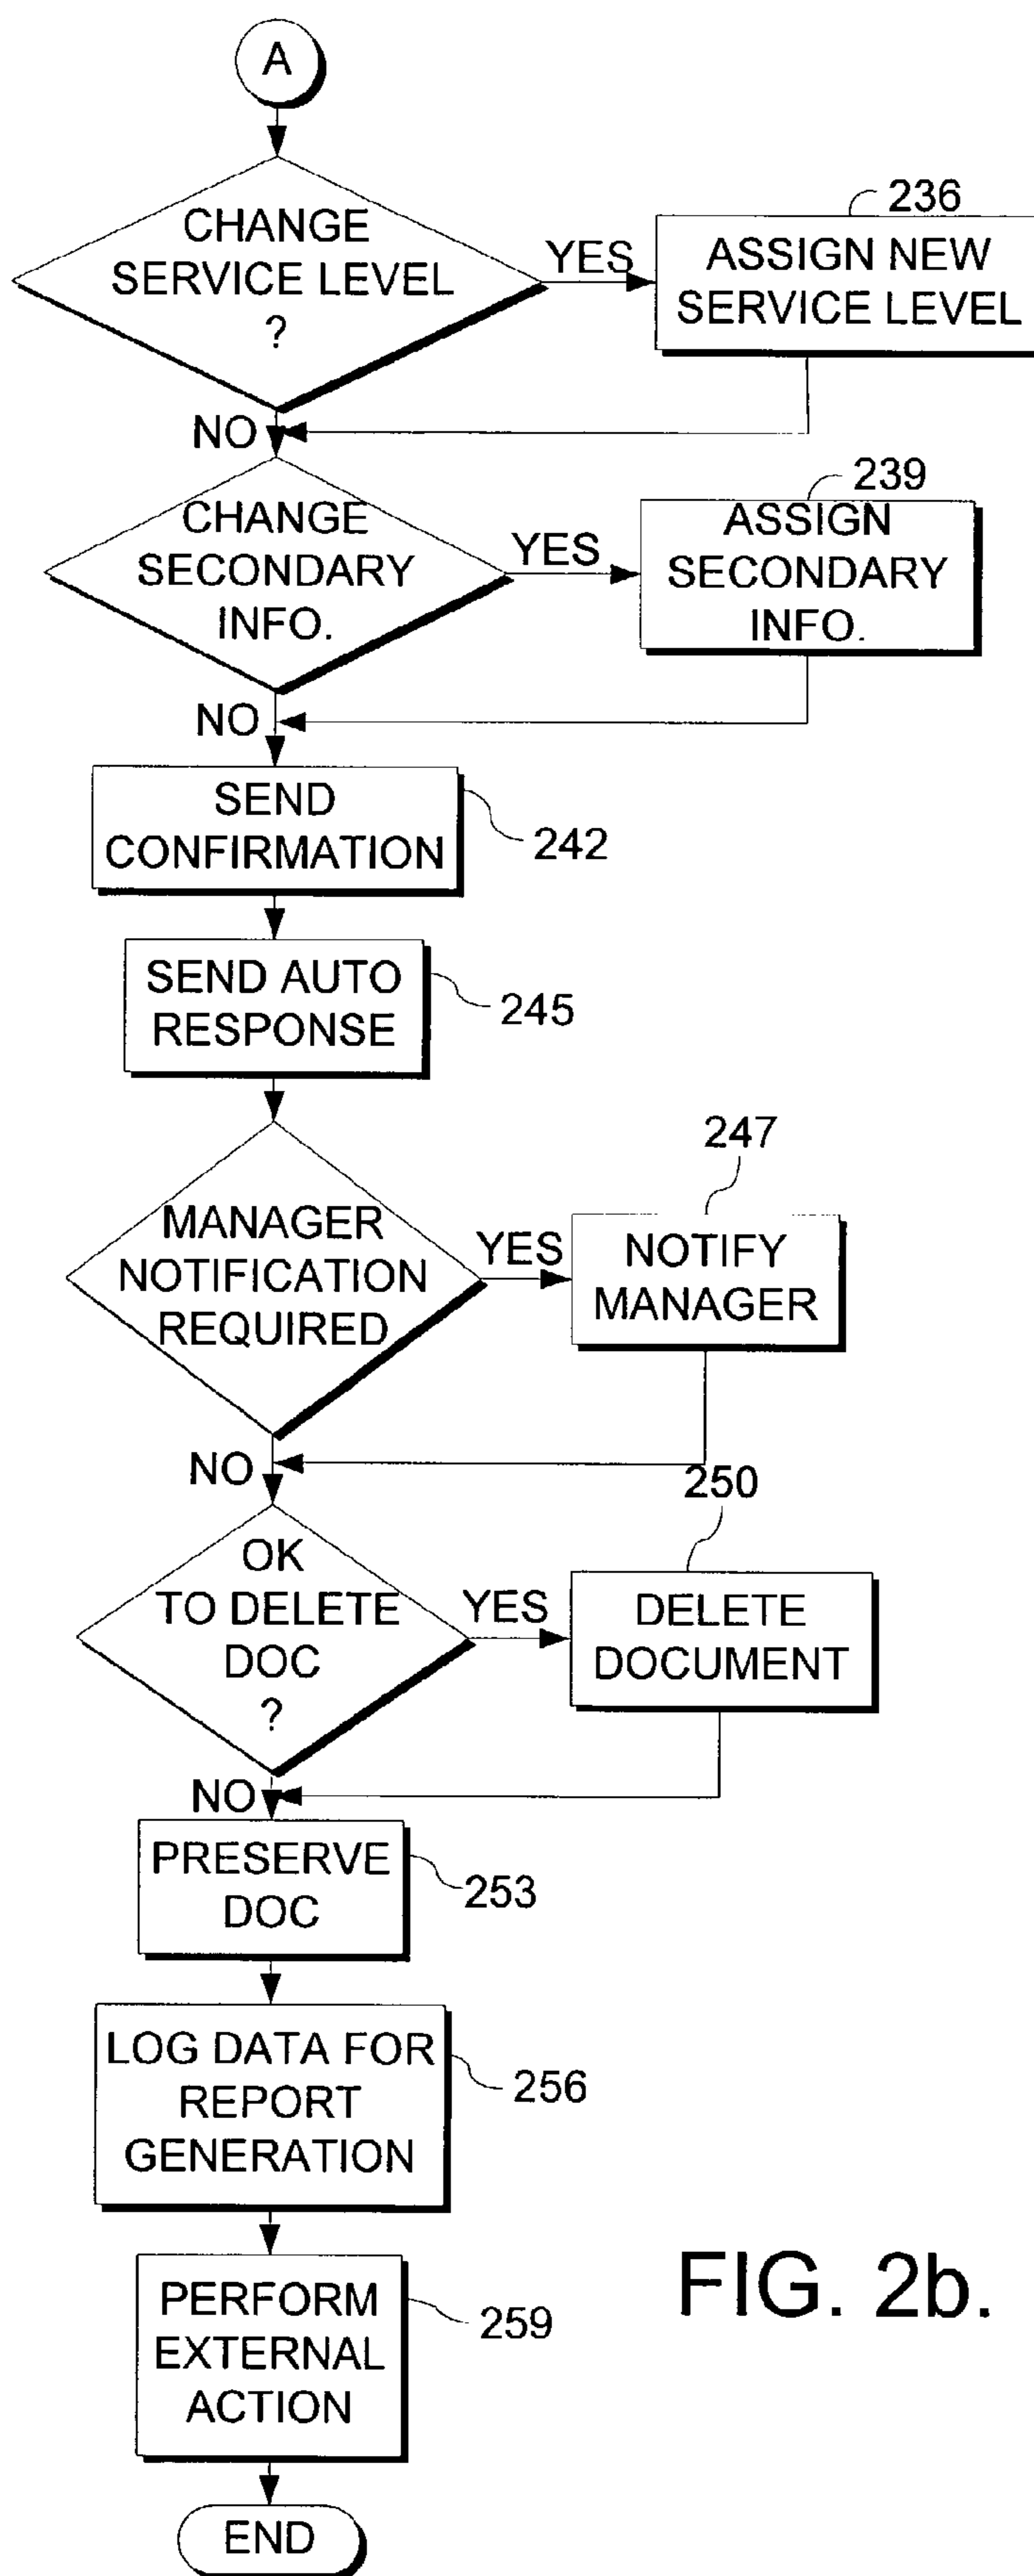 A
CHANGE
SERVICE LEVEL
?
YES
236
ASSIGN NEW
SERVICE LEVEL
NO
CHANGE
SECONDARY
INFO.
YES
239
ASSIGN
SECONDARY
INFO.
NO
SEND
CONFIRMATION
242
SEND AUTO
RESPONSE
245
MANAGER
NOTIFICATION
REQUIRED
YES
247
NOTIFY
MANAGER
NO
OK
TO DELETE
DOC
?
YES
250
DELETE
DOCUMENT
NO
PRESERVE
DOC
253
LOG DATA FOR
REPORT
GENERATION
256
PERFORM
EXTERNAL
ACTION
259
FIG. 2b.
END